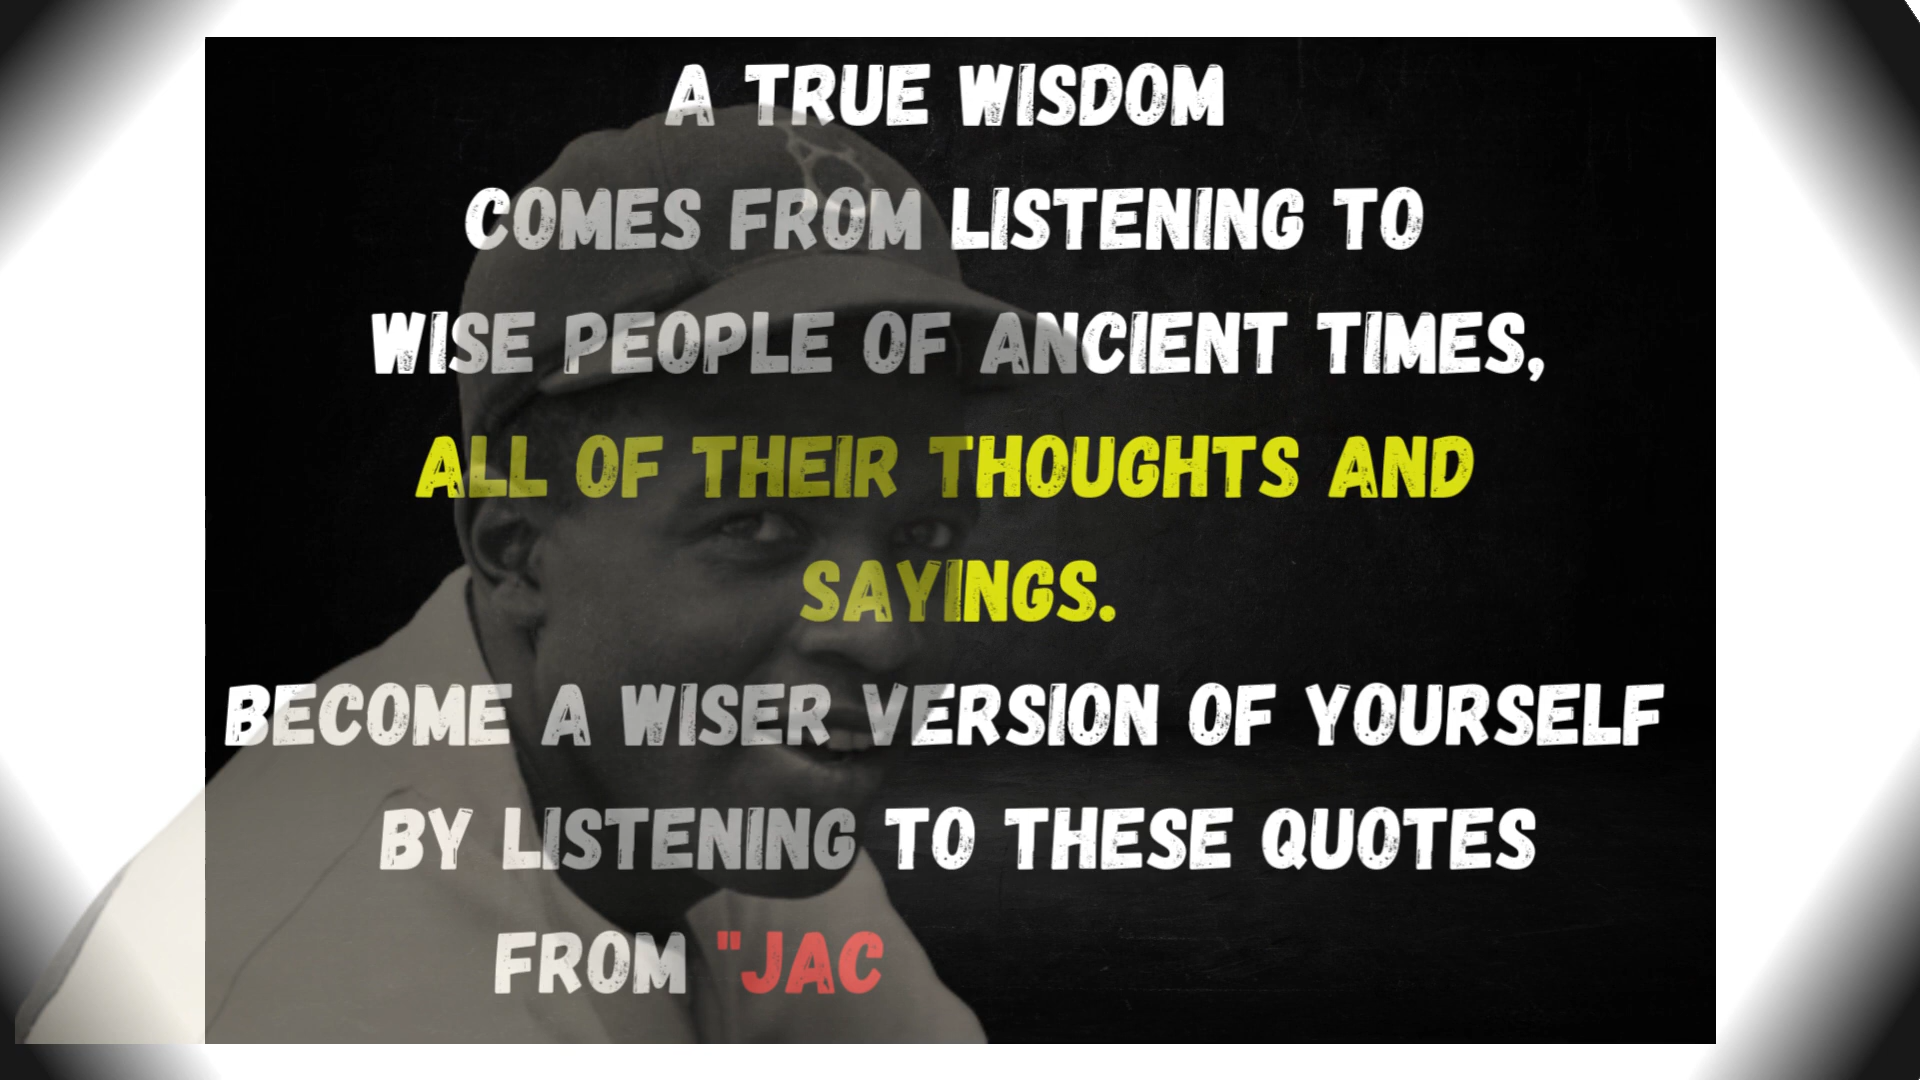 A TRUE WISDOM
COMES FROM LISTENING TO
WISE PEOPLE OF ANCIENT TIMES,
ALL OF THEIR THOUGHTS AND
SAYINGS.
BECOME A WISER VERSION OF YOURSELF
BY LISTENING TO THESE QUOTES
FROM "JAC